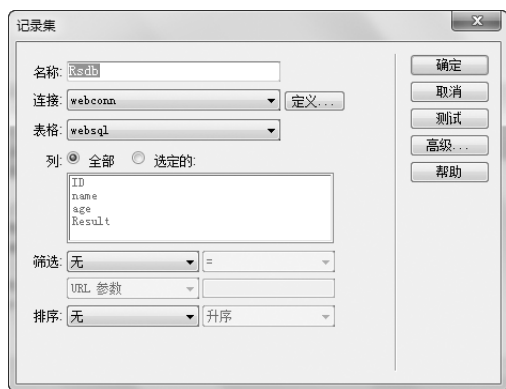 记录集
x
名称: Rsdb
连接: webconn 定义...
表格: websql
列: 全部 选定的:
ID
name
age
Result
筛选: 无 =
URL 参数
排序: 无 升序
确定
取消
测试
高级...
帮助